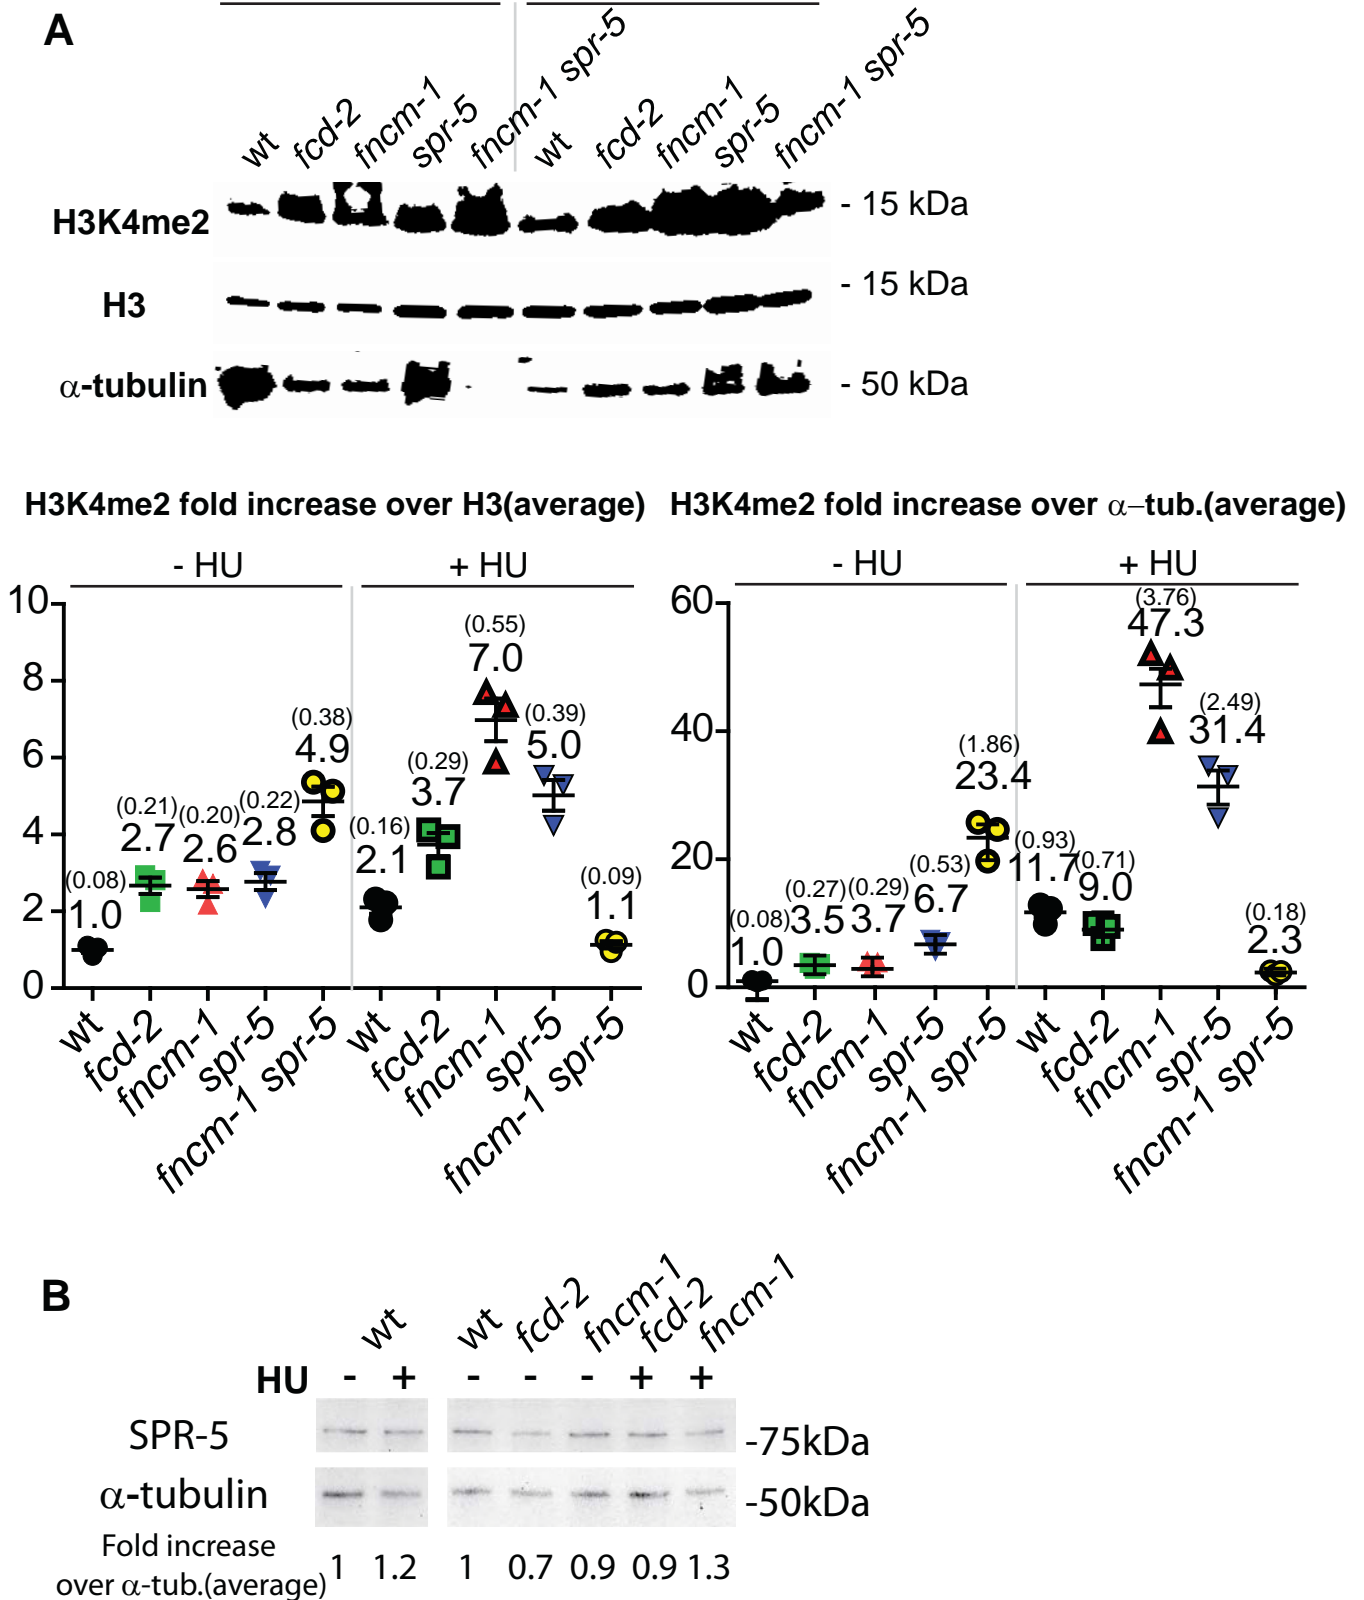 A
wt fcd-2 fncm-1 spr-5 fncm-1 spr-5 wt fcd-2 fncm-1 spr-5 fncm-1 spr-5
H3K4me2 - 15 kDa
H3 - 15 kDa
α-tubulin - 50 kDa
H3K4me2 fold increase over H3(average)
- HU + HU
10
8
6
4
2
0
(0.08)
1.0
(0.21)
2.7
(0.20)
2.6
(0.22)
2.8
(0.38)
4.9
(0.16)
2.1
(0.29)
3.7
(0.55)
7.0
(0.39)
5.0
(0.09)
1.1
wt fcd-2 fncm-1 spr-5 fncm-1 spr-5 wt fcd-2 fncm-1 spr-5 fncm-1 spr-5
H3K4me2 fold increase over α–tub.(average)
- HU + HU
60
40
20
0
(0.08)
1.0
(0.27)
3.5
(0.29)
3.7
(0.53)
6.7
(1.86)
23.4
(0.93)
11.7
(0.71)
9.0
(3.76)
47.3
(2.49)
31.4
(0.18)
2.3
wt fcd-2 fncm-1 spr-5 fncm-1 spr-5 wt fcd-2 fncm-1 spr-5 fncm-1 spr-5
B
wt wt fcd-2 fncm-1 fcd-2 fncm-1
HU - + - - - + +
SPR-5 -75kDa
α-tubulin -50kDa
Fold increase
over α-tub.(average) 1 1.2 1 0.7 0.9 0.9 1.3